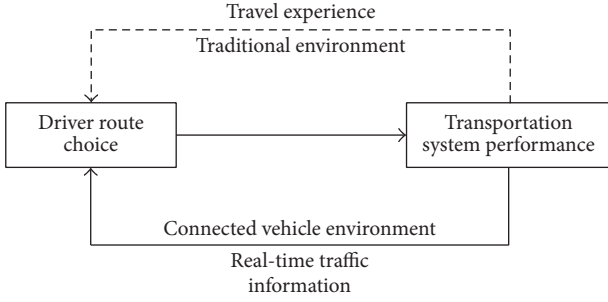 Travel experience
Traditional environment
Driver route
choice
Transportation
system performance
Connected vehicle environment
Real-time traffic
information